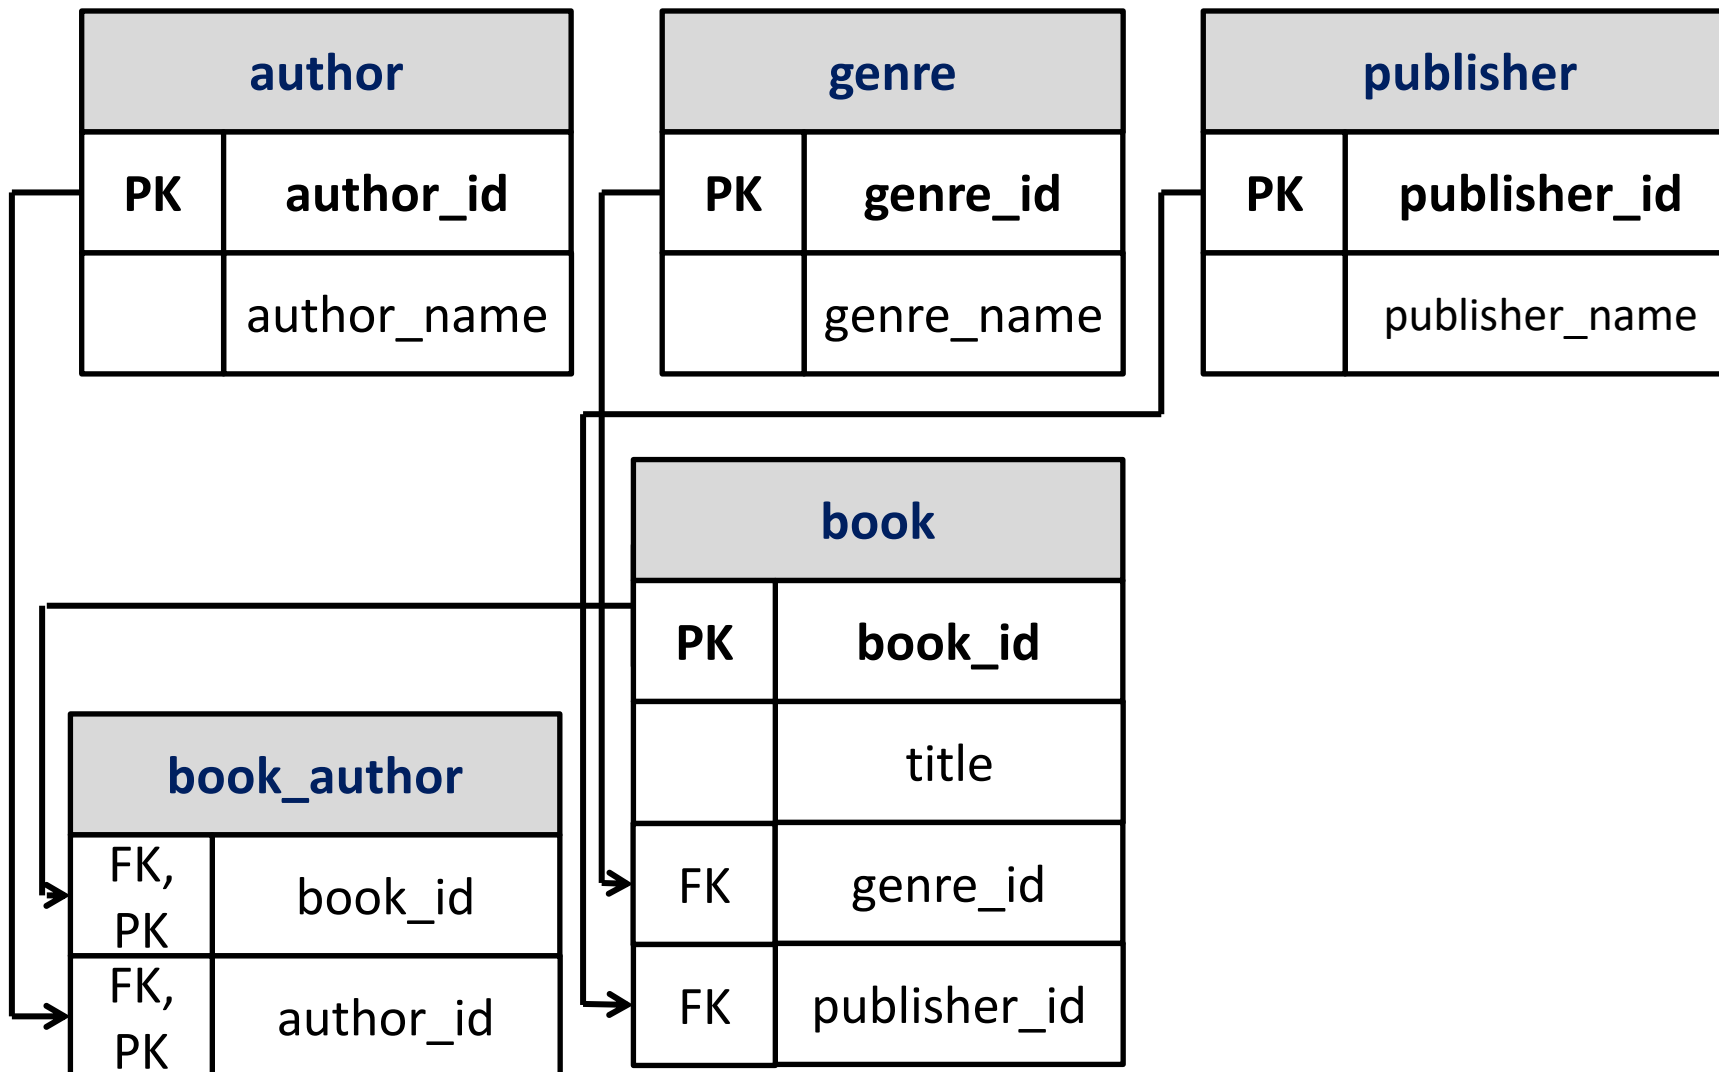 author
PK author_id
author_name
genre
PK genre_id
genre_name
publisher
PK publisher_id
publisher_name
book
PK book_id
title
FK genre_id
FK publisher_id
book_author
FK,
PK
book_id
FK,
PK
author_id